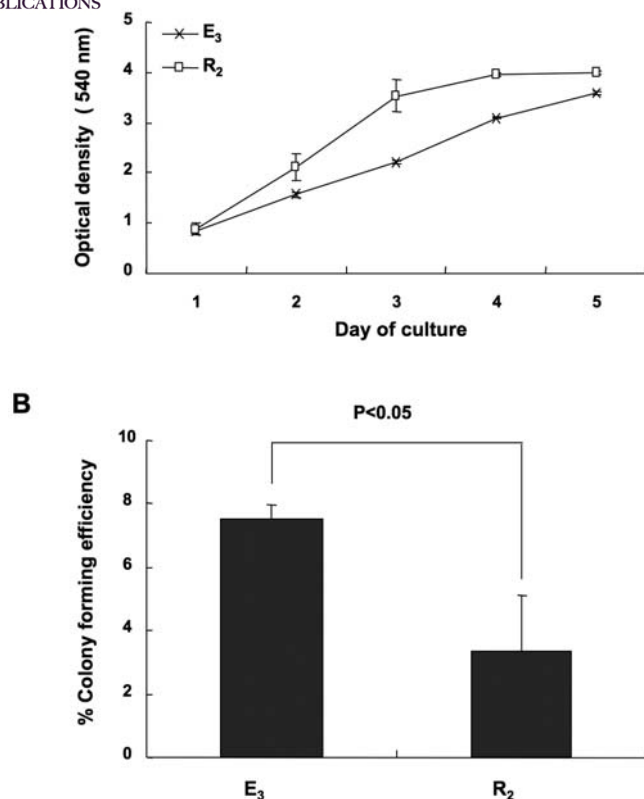 BLICATIONS
5
E₃
R₂
4
3
2
1
0
Optical density ( 540 nm)
1 2 3 4 5
Day of culture
B
P<0.05
10
8
6
4
2
0
% Colony forming efficiency
E₃ R₂